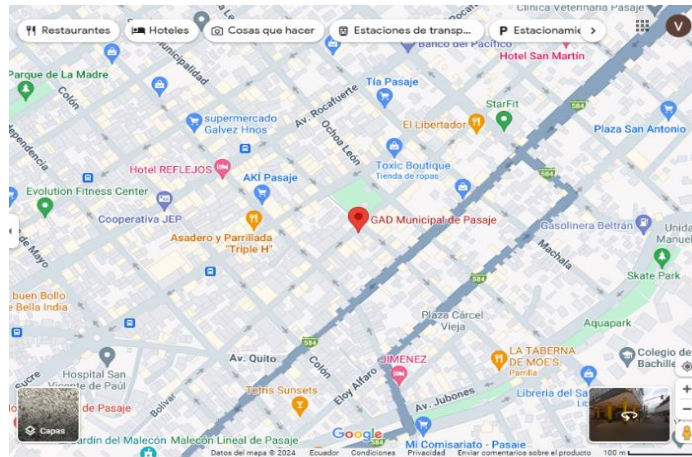 Clínica Veterinaria Pasaje
Restaurantes
Hoteles
Cosas que hacer
Estaciones de transp...
P Estacionamie
V
Banco del Pacífico
Hotel San Martín
Parque de La Madre
Colón
Municipalidad
Tía Pasaje
Av. Rocafuerte
StarFit
584
supermercado
Galvez Hnos
El Libertador
Plaza San Antonio
Ochoa León
Hotel REFLEJOS
AKÍ Pasaje
Toxic Boutique
Tienda de ropas
Evolution Fitness Center
Cooperativa JEP
GAD Municipal de Pasaje
Gasolinera Beltrán
Asadero y Parrillada
"Triple H"
Machala
Skate Park
584
buen Bollo
e Bella India
Plaza Cárcel
Vieja
Aquapark
584
Av. Quito
Colón
JIMENEZ
LA TABERNA
DE MOE'S
Parrilla
Colegio de
Bachille
Hospital San
Vicente de Paúl
Sucre
Bolívar
Eloy Alfaro
Tetris Sunsets
Av. Jubones
Librería del Sa
de Pasaje
Capas
584
Malecón Lineal de Pasaje
Google
Mi Comisariato - Pasaje
Datos del mapa © 2024 Ecuador Condiciones Privacidad Enviar comentarios sobre el producto 100 m